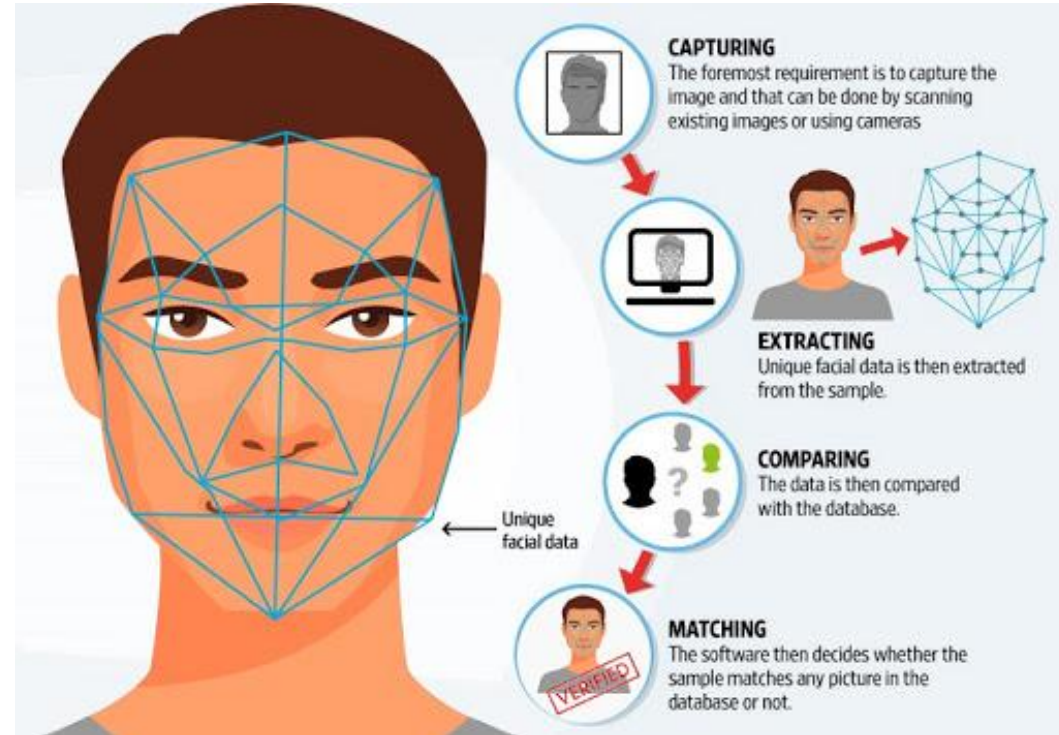 CAPTURING
The foremost requirement is to capture the
image and that can be done by scanning
existing images or using cameras
EXTRACTING
Unique facial data is then extracted
from the sample.
?
COMPARING
The data is then compared
with the database.
Unique
facial data
VERIFIED
MATCHING
The software then decides whether the
sample matches any picture in the
database or not.